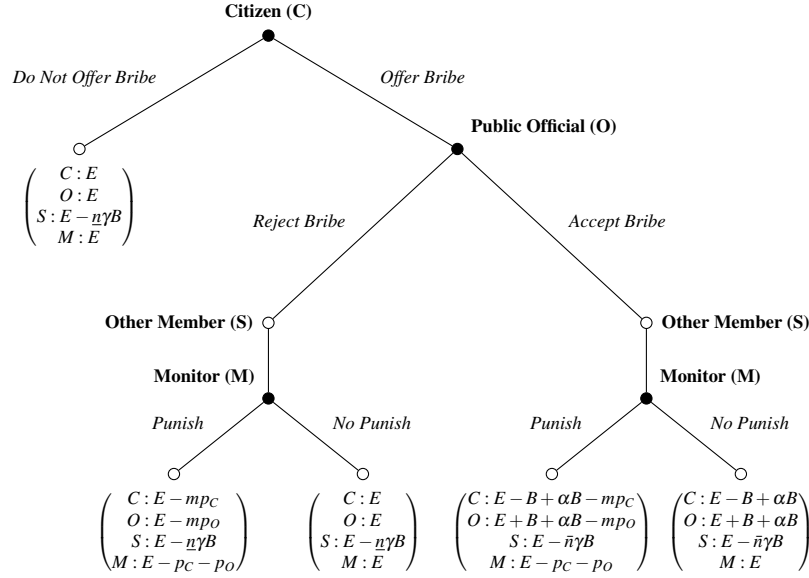 Citizen (C)
Do Not Offer Bribe
Offer Bribe
Public Official (O)
C : E
O : E
S : E − n̲γB
M : E
Reject Bribe
Accept Bribe
Other Member (S)
Other Member (S)
Monitor (M)
Monitor (M)
Punish
No Punish
Punish
No Punish
C : E − mp_C
O : E − mp_O
S : E − n̲γB
M : E − p_C − p_O
C : E
O : E
S : E − n̲γB
M : E
C : E − B + αB − mp_C
O : E + B + αB − mp_O
S : E − n̄γB
M : E − p_C − p_O
C : E − B + αB
O : E + B + αB
S : E − n̄γB
M : E